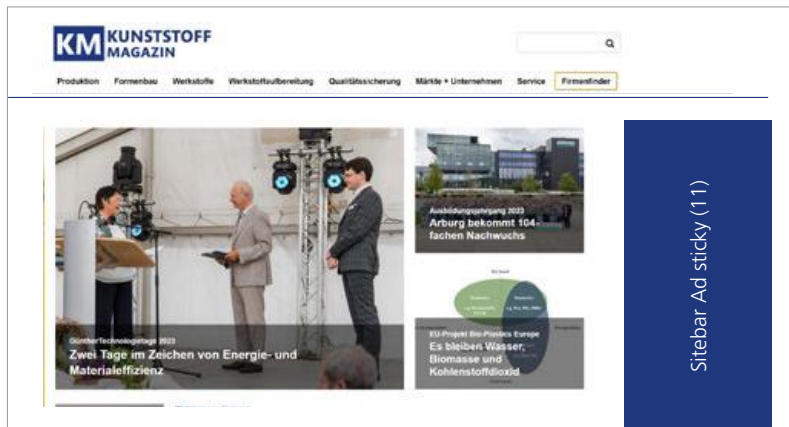 KM KUNSTSTOFF
MAGAZIN
Produktion Formenbau Werkstoffe Werkstoffaufbereitung Qualitätssicherung Märkte + Unternehmen Service Firmenfinder
GüntherTechnologietage 2023
Zwei Tage im Zeichen von Energie- und
Materialeffizienz
Ausbildungsjahrgang 2023
Arburg bekommt 104-
fachen Nachwuchs
EU-Projekt Bio-Plastics Europe
Es bleiben Wasser,
Biomasse und
Kohlenstoffdioxid
Sitebar Ad sticky (11)